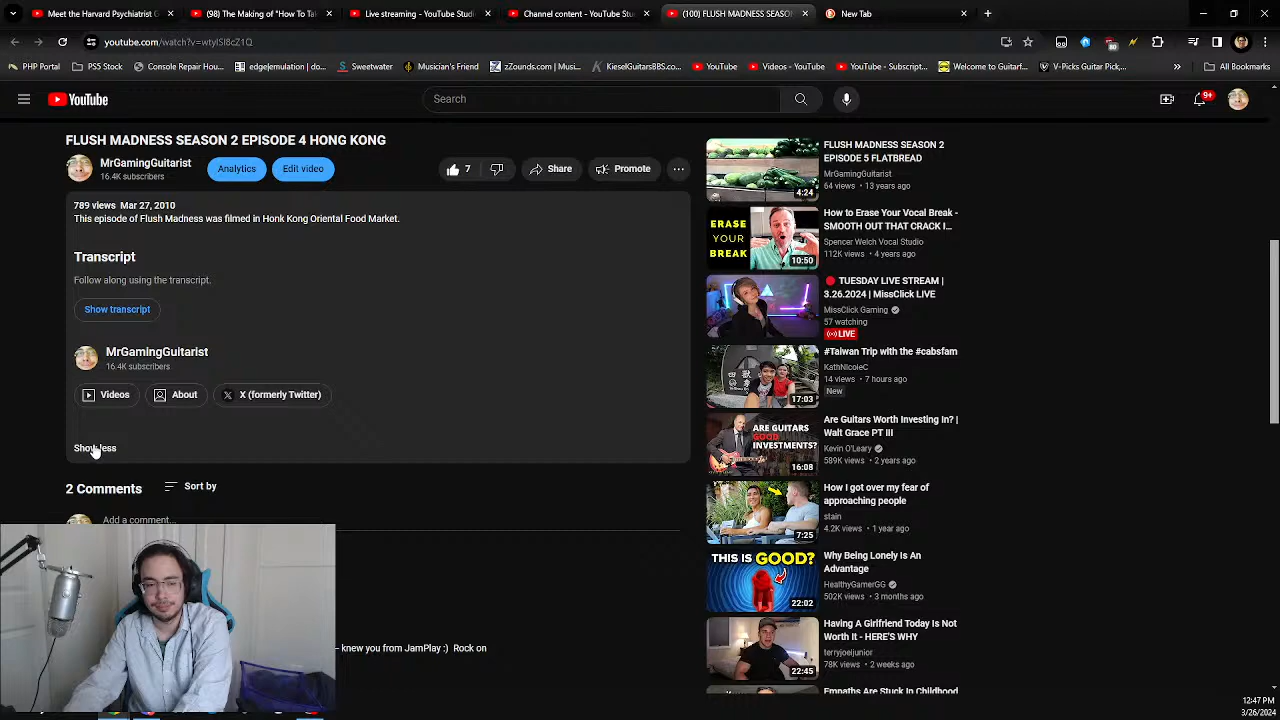 Meet the Harvard Psychiatrist G
(98) The Making of "How To Tak
Live streaming - YouTube Studi
Channel content - YouTube Stu
(100) FLUSH MADNESS SEASO
New Tab
youtube.com/watch?v=wtyISl8cZ1Q
80
PHP Portal
PS5 Stock
Console Repair Hou...
edgelemulation | do...
Sweetwater
Musician's Friend
zZounds.com | Musi...
KieselGuitarsBBS.co...
YouTube
Videos - YouTube
YouTube - Subscript...
Welcome to Guitarf...
V-Picks Guitar Pick,...
All Bookmarks
YouTube
Search
9+
FLUSH MADNESS SEASON 2 EPISODE 4 HONG KONG
MrGamingGuitarist
16.4K subscribers
Analytics
Edit video
7
Share
Promote
789 views Mar 27, 2010
This episode of Flush Madness was filmed in Honk Kong Oriental Food Market.
Transcript
Follow along using the transcript.
Show transcript
MrGamingGuitarist
16.4K subscribers
Videos
About
X (formerly Twitter)
Show less
2 Comments
Sort by
Add a comment...
knew you from JamPlay :) Rock on
FLUSH MADNESS SEASON 2
EPISODE 5 FLATBREAD
MrGamingGuitarist
64 views • 13 years ago
4:24
ERASE
YOUR
BREAK
10:50
How to Erase Your Vocal Break -
SMOOTH OUT THAT CRACK I...
Spencer Welch Vocal Studio
112K views • 4 years ago
TUESDAY LIVE STREAM |
3.26.2024 | MissClick LIVE
MissClick Gaming
57 watching
LIVE
#Taiwan Trip with the #cabsfam
KathNIcoleC
14 views • 7 hours ago
New
17:03
ARE GUITARS
GOOD
INVESTMENTS?
16:08
Are Guitars Worth Investing In? |
Walt Grace PT III
Kevin O'Leary
589K views • 2 years ago
How I got over my fear of
approaching people
stain
4.2K views • 1 year ago
7:25
THIS IS GOOD?
22:02
Why Being Lonely Is An
Advantage
HealthyGamerGG
502K views • 3 months ago
Having A Girlfriend Today Is Not
Worth It - HERE'S WHY
terryjoeljunior
78K views • 2 weeks ago
22:45
Empaths Are Stuck In Childhood
12:47 PM
3/26/2024